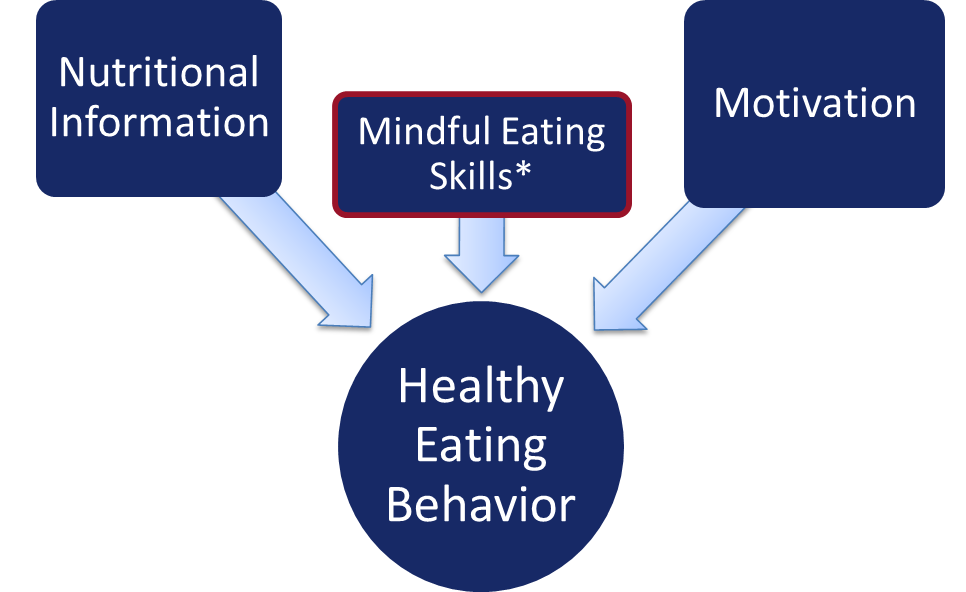 Nutritional
Information
Mindful Eating
Skills*
Motivation
Healthy
Eating
Behavior